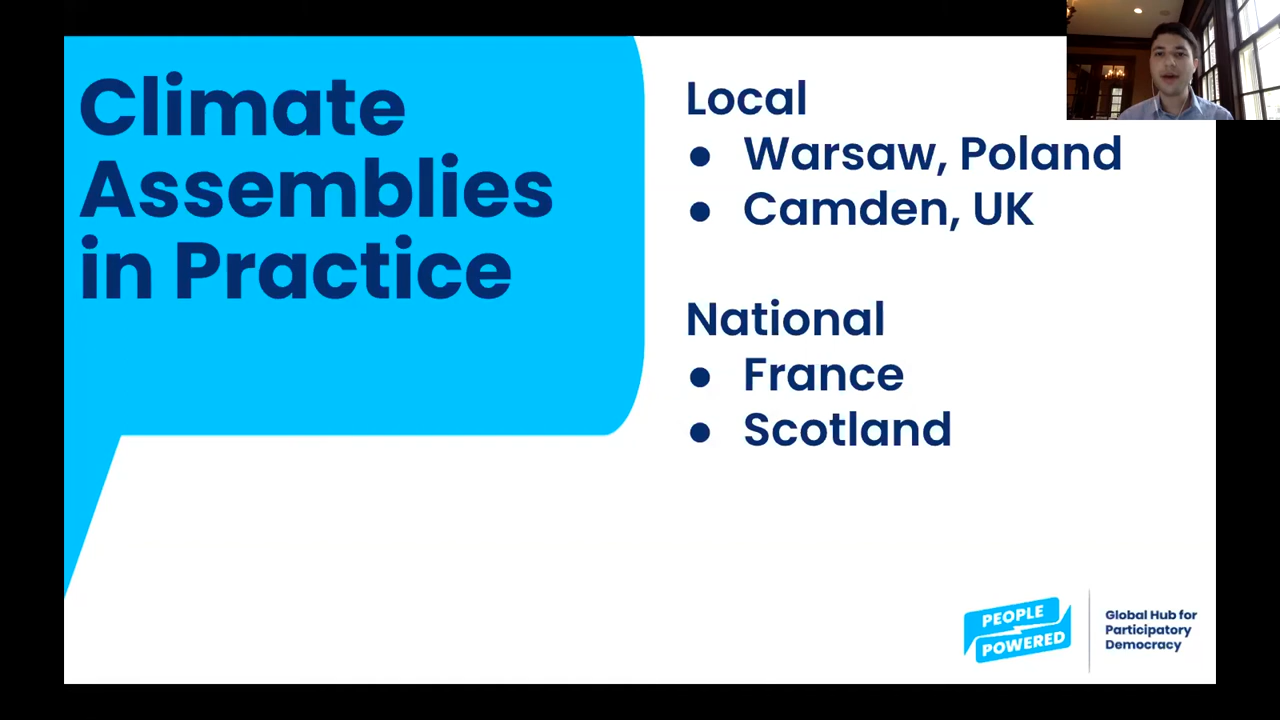 Climate
Assemblies
in Practice
Local
● Warsaw, Poland
● Camden, UK
National
● France
● Scotland
PEOPLE
POWERED
Global Hub for
Participatory
Democracy